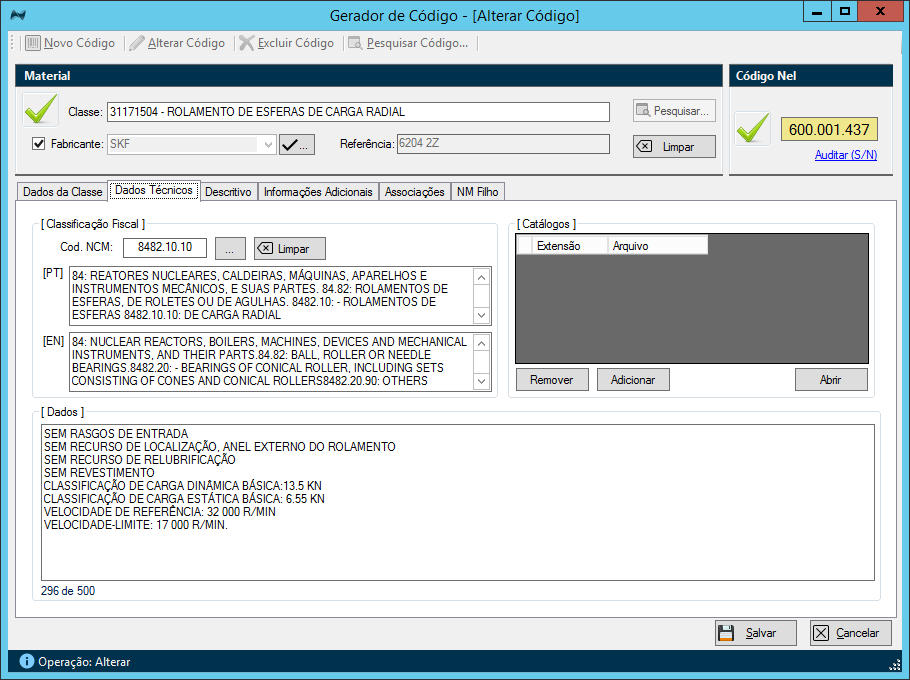 Gerador de Código - [Alterar Código]
Novo Código Alterar Código Excluir Código Pesquisar Código...
Material
Classe: 31171504 - ROLAMENTO DE ESFERAS DE CARGA RADIAL Pesquisar...
Fabricante: SKF ... Referência: 6204 2Z Limpar
Código Nel
600.001.437
Auditar (S/N)
Dados da Classe Dados Técnicos Descritivo Informações Adicionais Associações NM Filho
[ Classificação Fiscal ]
Cod. NCM: 8482.10.10 ... Limpar
[PT] 84: REATORES NUCLEARES, CALDEIRAS, MÁQUINAS, APARELHOS E
INSTRUMENTOS MECÂNICOS, E SUAS PARTES. 84.82: ROLAMENTOS DE
ESFERAS, DE ROLETES OU DE AGULHAS. 8482.10: - ROLAMENTOS DE
ESFERAS 8482.10.10: DE CARGA RADIAL
[EN] 84: NUCLEAR REACTORS, BOILERS, MACHINES, DEVICES AND MECHANICAL
INSTRUMENTS, AND THEIR PARTS.84.82: BALL, ROLLER OR NEEDLE
BEARINGS.8482.20: - BEARINGS OF CONICAL ROLLER, INCLUDING SETS
CONSISTING OF CONES AND CONICAL ROLLERS8482.20.90: OTHERS
[ Catálogos ]
Extensão Arquivo
Remover Adicionar Abrir
[ Dados ]
SEM RASGOS DE ENTRADA
SEM RECURSO DE LOCALIZAÇÃO, ANEL EXTERNO DO ROLAMENTO
SEM RECURSO DE RELUBRIFICAÇÃO
SEM REVESTIMENTO
CLASSIFICAÇÃO DE CARGA DINÂMICA BÁSICA:13.5 KN
CLASSIFICAÇÃO DE CARGA ESTÁTICA BÁSICA: 6.55 KN
VELOCIDADE DE REFERÊNCIA: 32 000 R/MIN
VELOCIDADE-LIMITE: 17 000 R/MIN.
296 de 500
Salvar Cancelar
Operação: Alterar